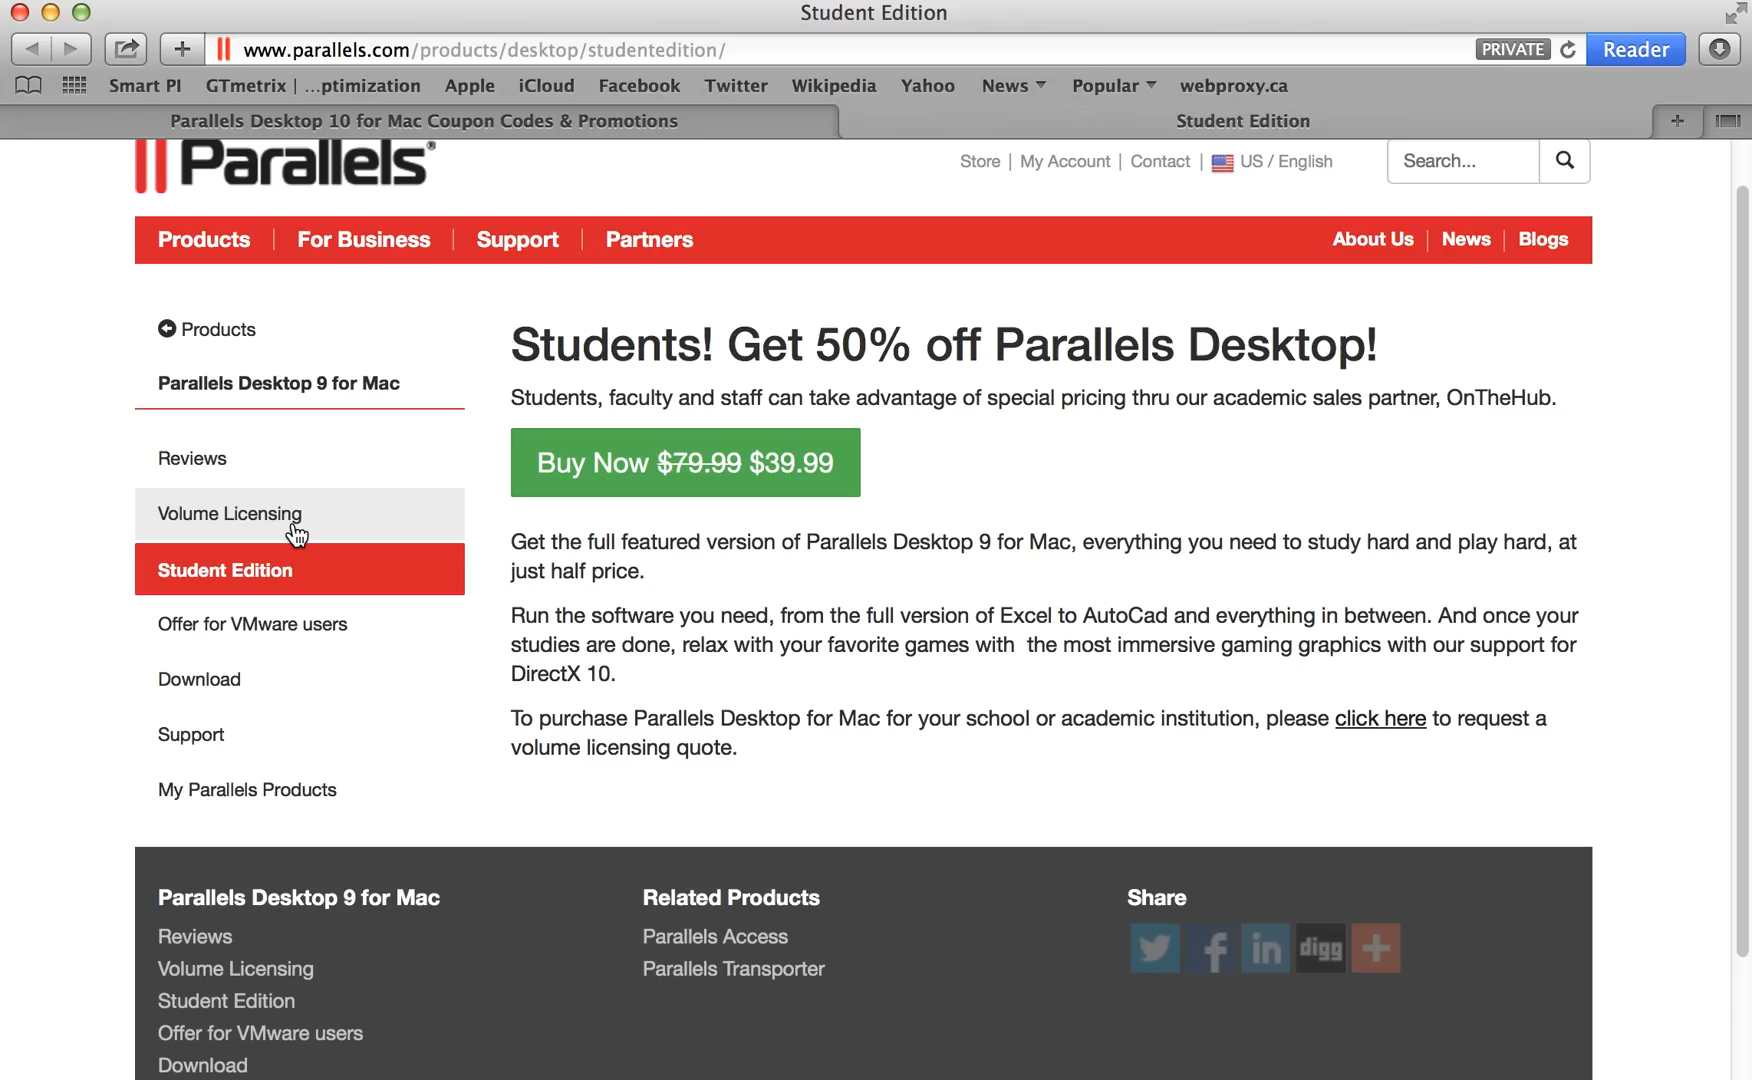 Student Edition
www.parallels.com/products/desktop/studentedition/
PRIVATE
Reader
Smart PI
GTmetrix | ...ptimization
Apple
iCloud
Facebook
Twitter
Wikipedia
Yahoo
News
Popular
webproxy.ca
Parallels Desktop 10 for Mac Coupon Codes & Promotions
Student Edition
Parallels®
Store | My Account | Contact | US / English
Search...
Products | For Business | Support | Partners
About Us | News | Blogs
Products
Parallels Desktop 9 for Mac
Reviews
Volume Licensing
Student Edition
Offer for VMware users
Download
Support
My Parallels Products
Students! Get 50% off Parallels Desktop!
Students, faculty and staff can take advantage of special pricing thru our academic sales partner, OnTheHub.
Buy Now $79.99 $39.99
Get the full featured version of Parallels Desktop 9 for Mac, everything you need to study hard and play hard, at
just half price.
Run the software you need, from the full version of Excel to AutoCad and everything in between. And once your
studies are done, relax with your favorite games with the most immersive gaming graphics with our support for
DirectX 10.
To purchase Parallels Desktop for Mac for your school or academic institution, please click here to request a
volume licensing quote.
Parallels Desktop 9 for Mac
Reviews
Volume Licensing
Student Edition
Offer for VMware users
Download
Related Products
Parallels Access
Parallels Transporter
Share
in
digg